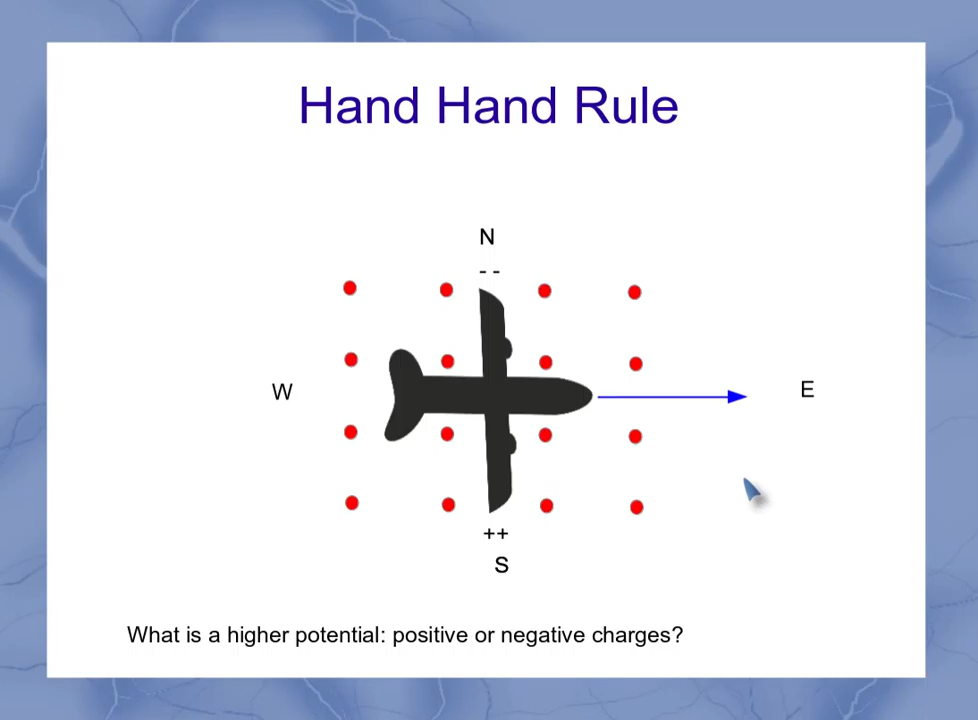 Hand Hand Rule
N
- -
W
E
++
S
What is a higher potential: positive or negative charges?